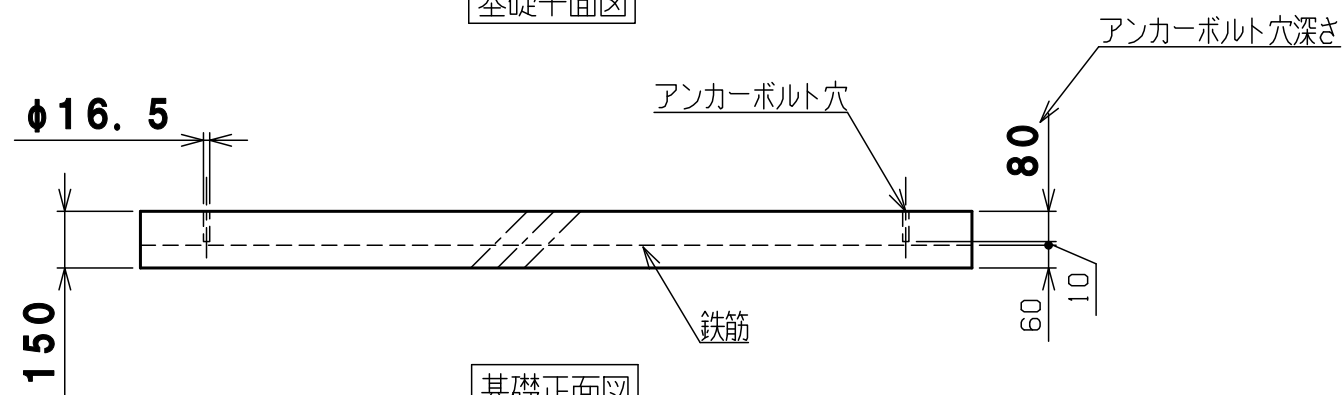 基礎平面図
アンカーボルト穴深さ
φ16.5
アンカーボルト穴
80
150
10
60
鉄筋
基礎正面図